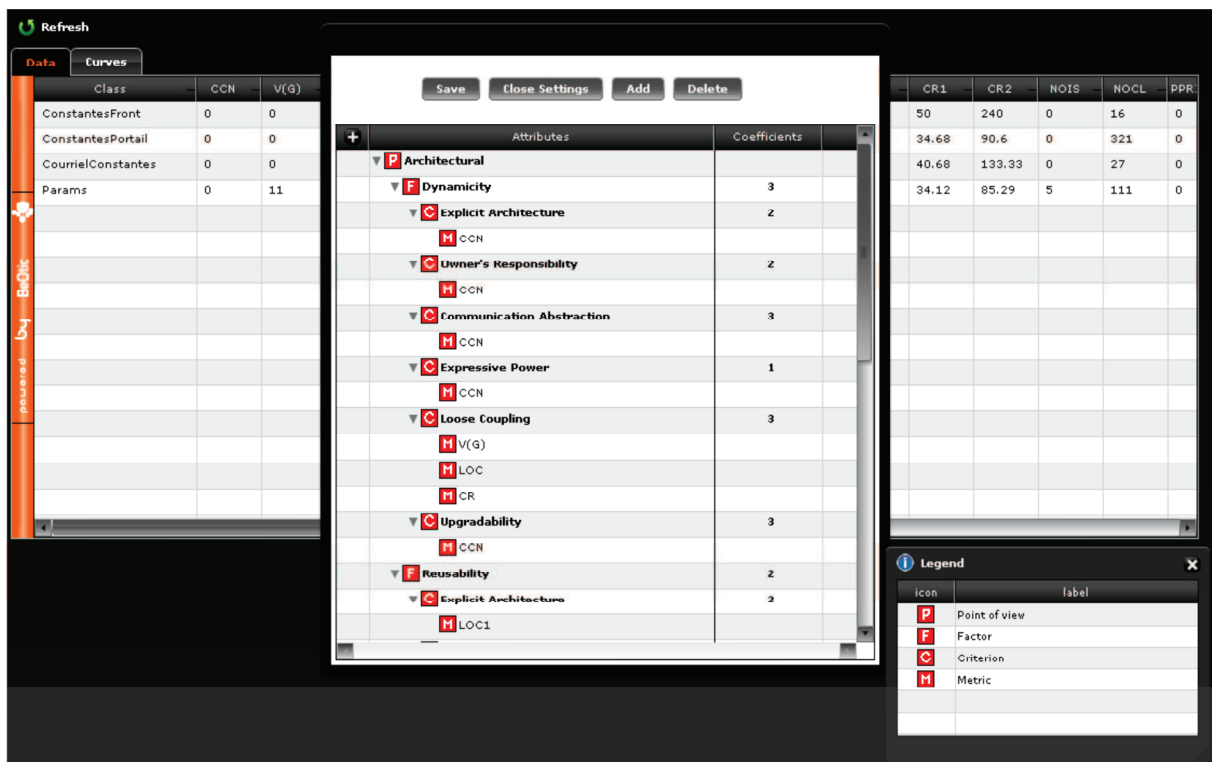 Refresh
Data Curves
Class CCN V(G)
ConstantesFront 0 0
ConstantesPortail 0 0
CourrielConstantes 0 0
Params 0 11
powered by BeOtic
Save Close Settings Add Delete
Attributes Coefficients
P Architectural
F Dynamicity 3
C Explicit Architecture 2
M CCN
C Owner's Responsibility 2
M CCN
C Communication Abstraction 3
M CCN
C Expressive Power 1
M CCN
C Loose Coupling 3
M V(G)
M LOC
M CR
C Upgradability 3
M CCN
F Reusability 2
C Explicit Architecture 2
M LOC1
CR1 CR2 NOIS NOCL PPR
50 240 0 16 0
34.68 90.6 0 321 0
40.68 133.33 0 27 0
34.12 85.29 5 111 0
Legend
icon label
P Point of view
F Factor
C Criterion
M Metric